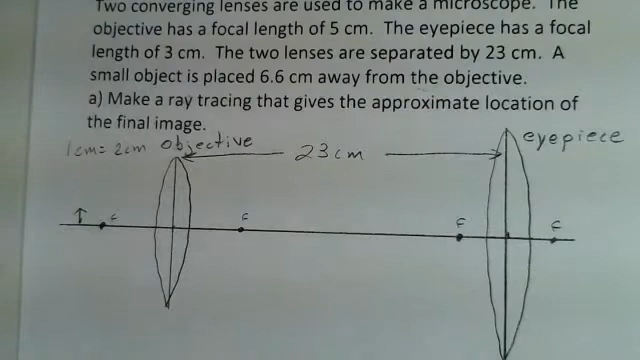 Two converging lenses are used to make a microscope. The
objective has a focal length of 5 cm. The eyepiece has a focal
length of 3 cm. The two lenses are separated by 23 cm. A
small object is placed 6.6 cm away from the objective.
a) Make a ray tracing that gives the approximate location of
the final image.
1cm = 2cm objective 23cm eyepiece
F F F F